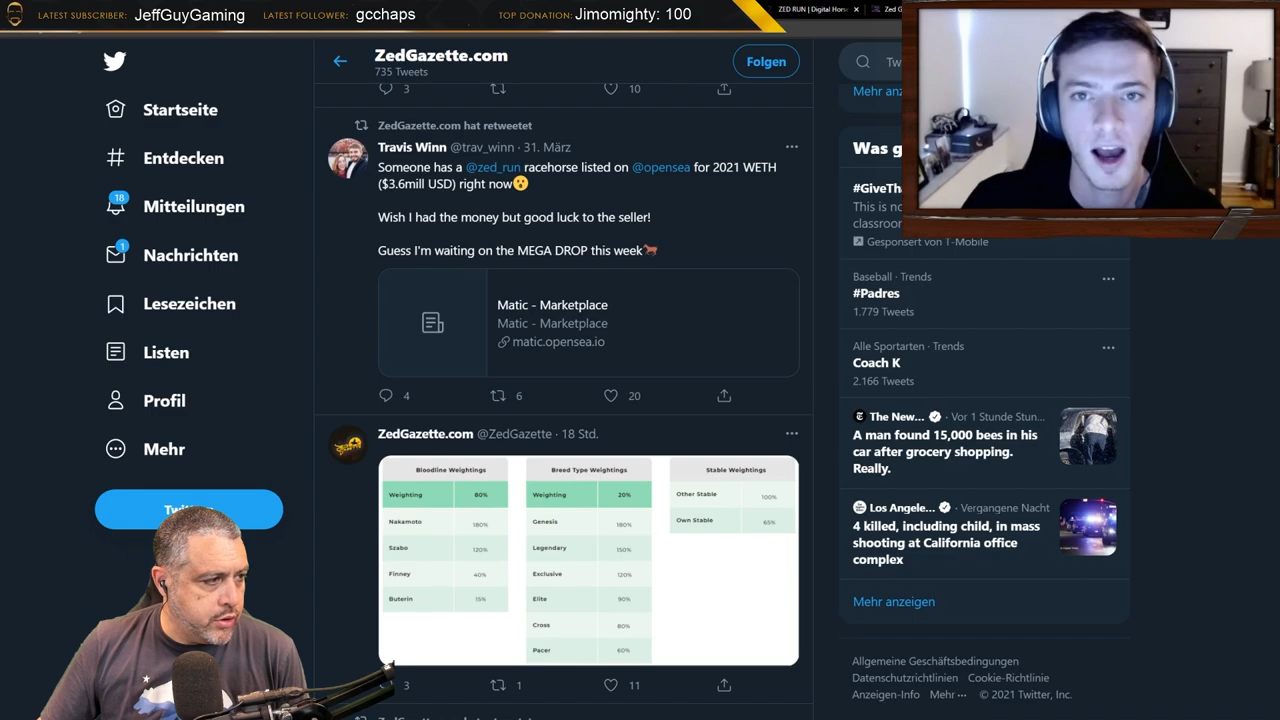 LATEST SUBSCRIBER: JeffGuyGaming
LATEST FOLLOWER: gcchaps
TOP DONATION: Jimomighty: 100
ZED RUN | Digital Hors
Zed G
ZedGazette.com
735 Tweets
Folgen
Startseite
Entdecken
18
Mitteilungen
1
Nachrichten
Lesezeichen
Listen
Profil
Mehr
3
10
ZedGazette.com hat retweetet
Travis Winn @trav_winn · 31. März
Someone has a @zed_run racehorse listed on @opensea for 2021 WETH
($3.6mill USD) right now😮
Wish I had the money but good luck to the seller!
Guess I'm waiting on the MEGA DROP this week🐎
Matic - Marketplace
Matic - Marketplace
matic.opensea.io
4
6
20
ZedGazette.com @ZedGazette · 18 Std.
Bloodline Weightings
Weighting 80%
Nakamoto 180%
Szabo 120%
Finney 40%
Buterin 15%
Breed Type Weightings
Weighting 20%
Genesis 180%
Legendary 150%
Exclusive 120%
Elite 90%
Cross 80%
Pacer 60%
Stable Weightings
Other Stable 100%
Own Stable 65%
3
1
11
Tw
Mehr anz
Was g
#GiveTha
This is no
classroom
Gesponsert von T-Mobile
Baseball · Trends
#Padres
1.779 Tweets
Alle Sportarten · Trends
Coach K
2.166 Tweets
The New... · Vor 1 Stunde Stun...
A man found 15,000 bees in his
car after grocery shopping.
Really.
Los Angele... · Vergangene Nacht
4 killed, including child, in mass
shooting at California office
complex
Mehr anzeigen
Allgemeine Geschäftsbedingungen
Datenschutzrichtlinien Cookie-Richtlinie
Anzeigen-Info Mehr ··· © 2021 Twitter, Inc.